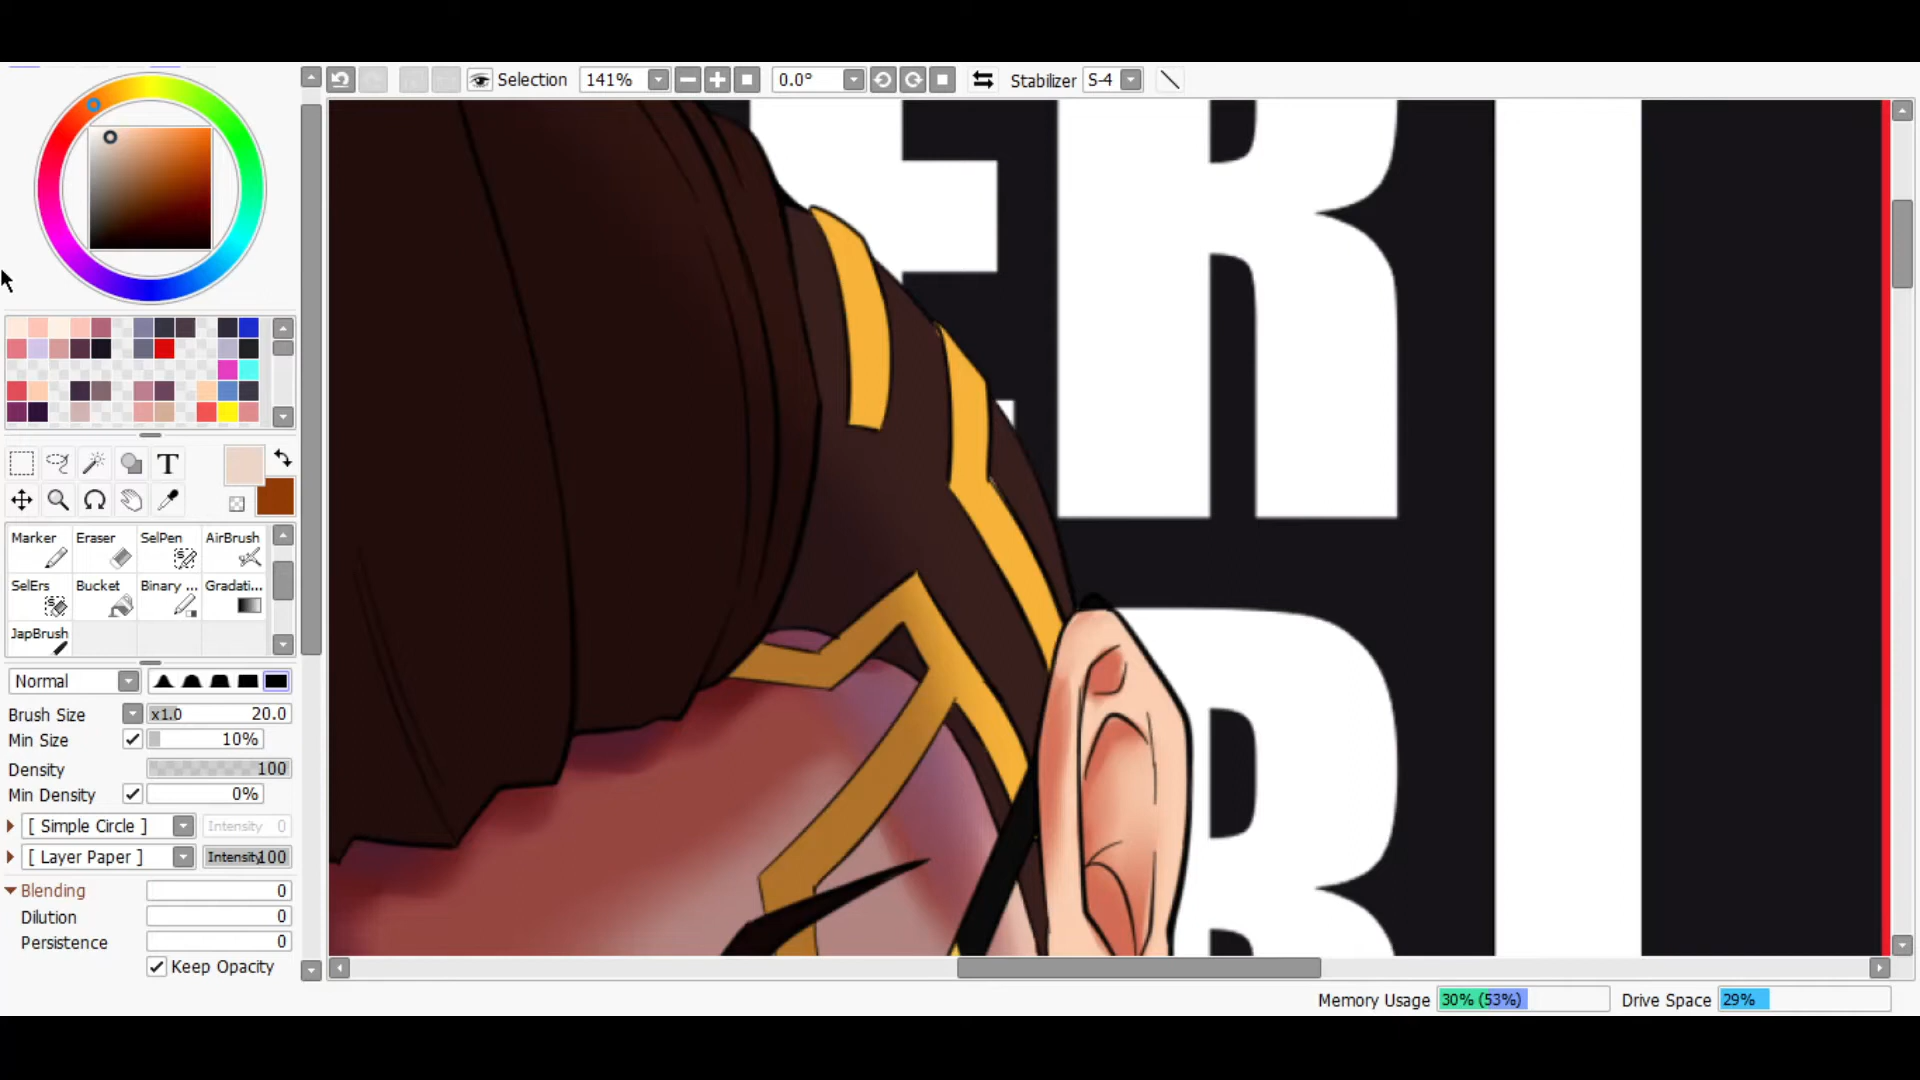 Selection 141% 0.0° Stabilizer S-4
ER
R
T
Marker Eraser SelPen AirBrush
SelErs Bucket Binary ... Gradati...
JapBrush
Normal
Brush Size x1.0 20.0
Min Size 10%
Density 100
Min Density 0%
[ Simple Circle ] Intensity 0
[ Layer Paper ] Intensity 100
Blending 0
Dilution 0
Persistence 0
Keep Opacity
Memory Usage 30% (53%) Drive Space 29%